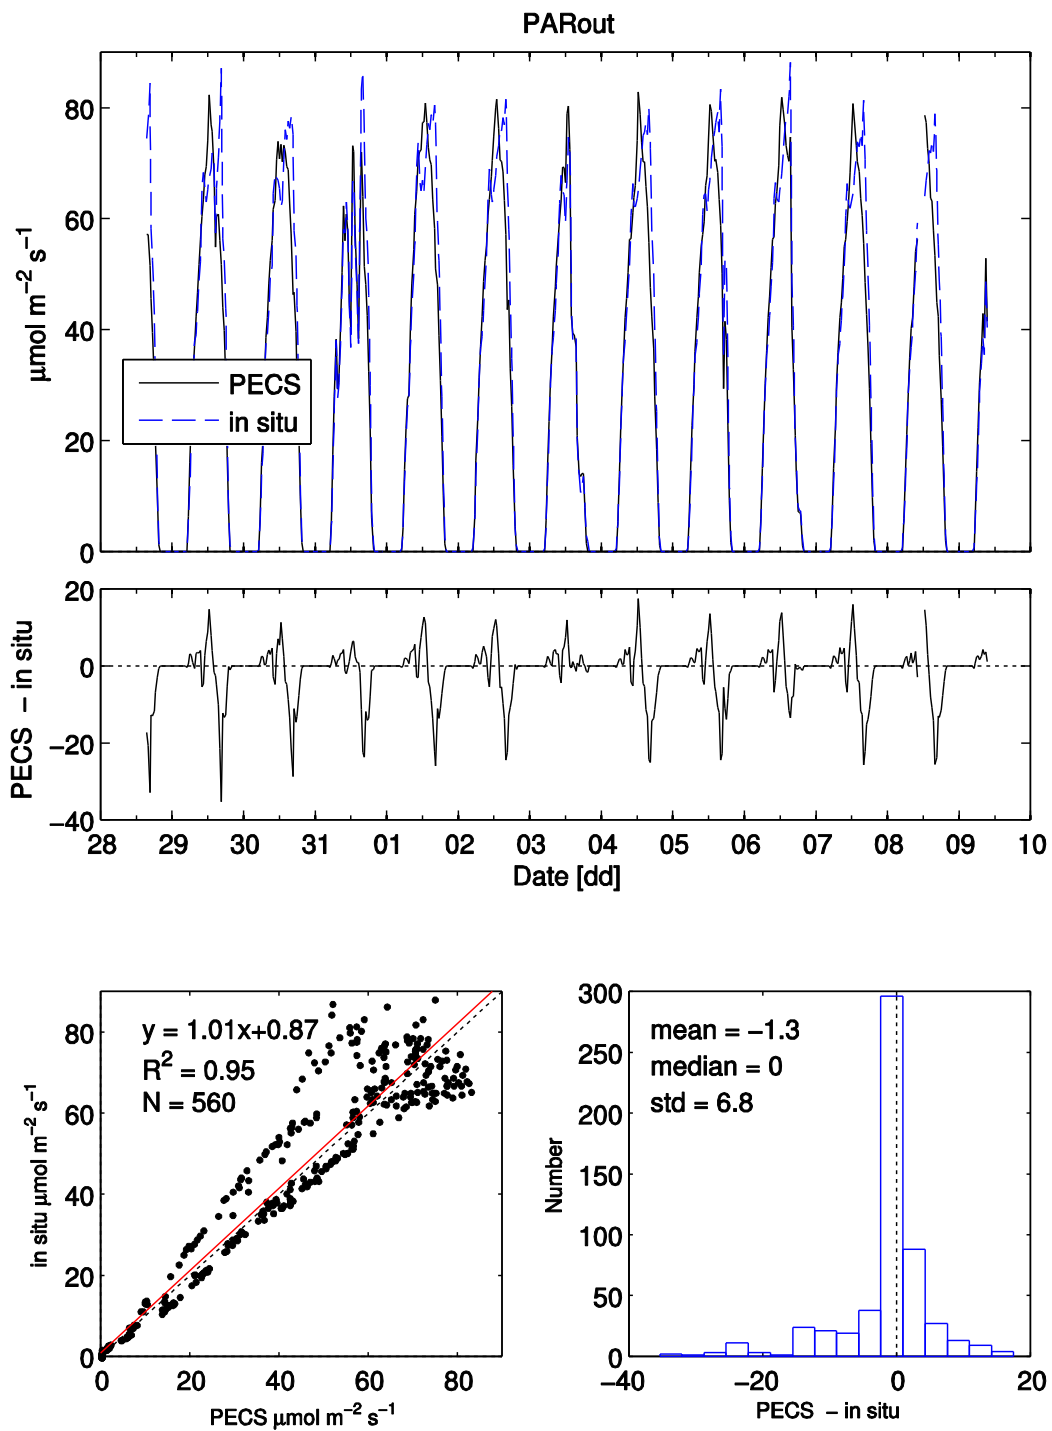 PARout
μmol m−2 s−1
80
60
40
20
0
PECS
in situ
PECS − in situ
20
0
−20
−40
28 29 30 31 01 02 03 04 05 06 07 08 09 10
Date [dd]
in situ μmol m−2 s−1
80
60
40
20
0
y = 1.01x+0.87
R2 = 0.95
N = 560
0 20 40 60 80
PECS μmol m−2 s−1
Number
300
250
200
150
100
50
0
mean = −1.3
median = 0
std = 6.8
−40 −20 0 20
PECS − in situ